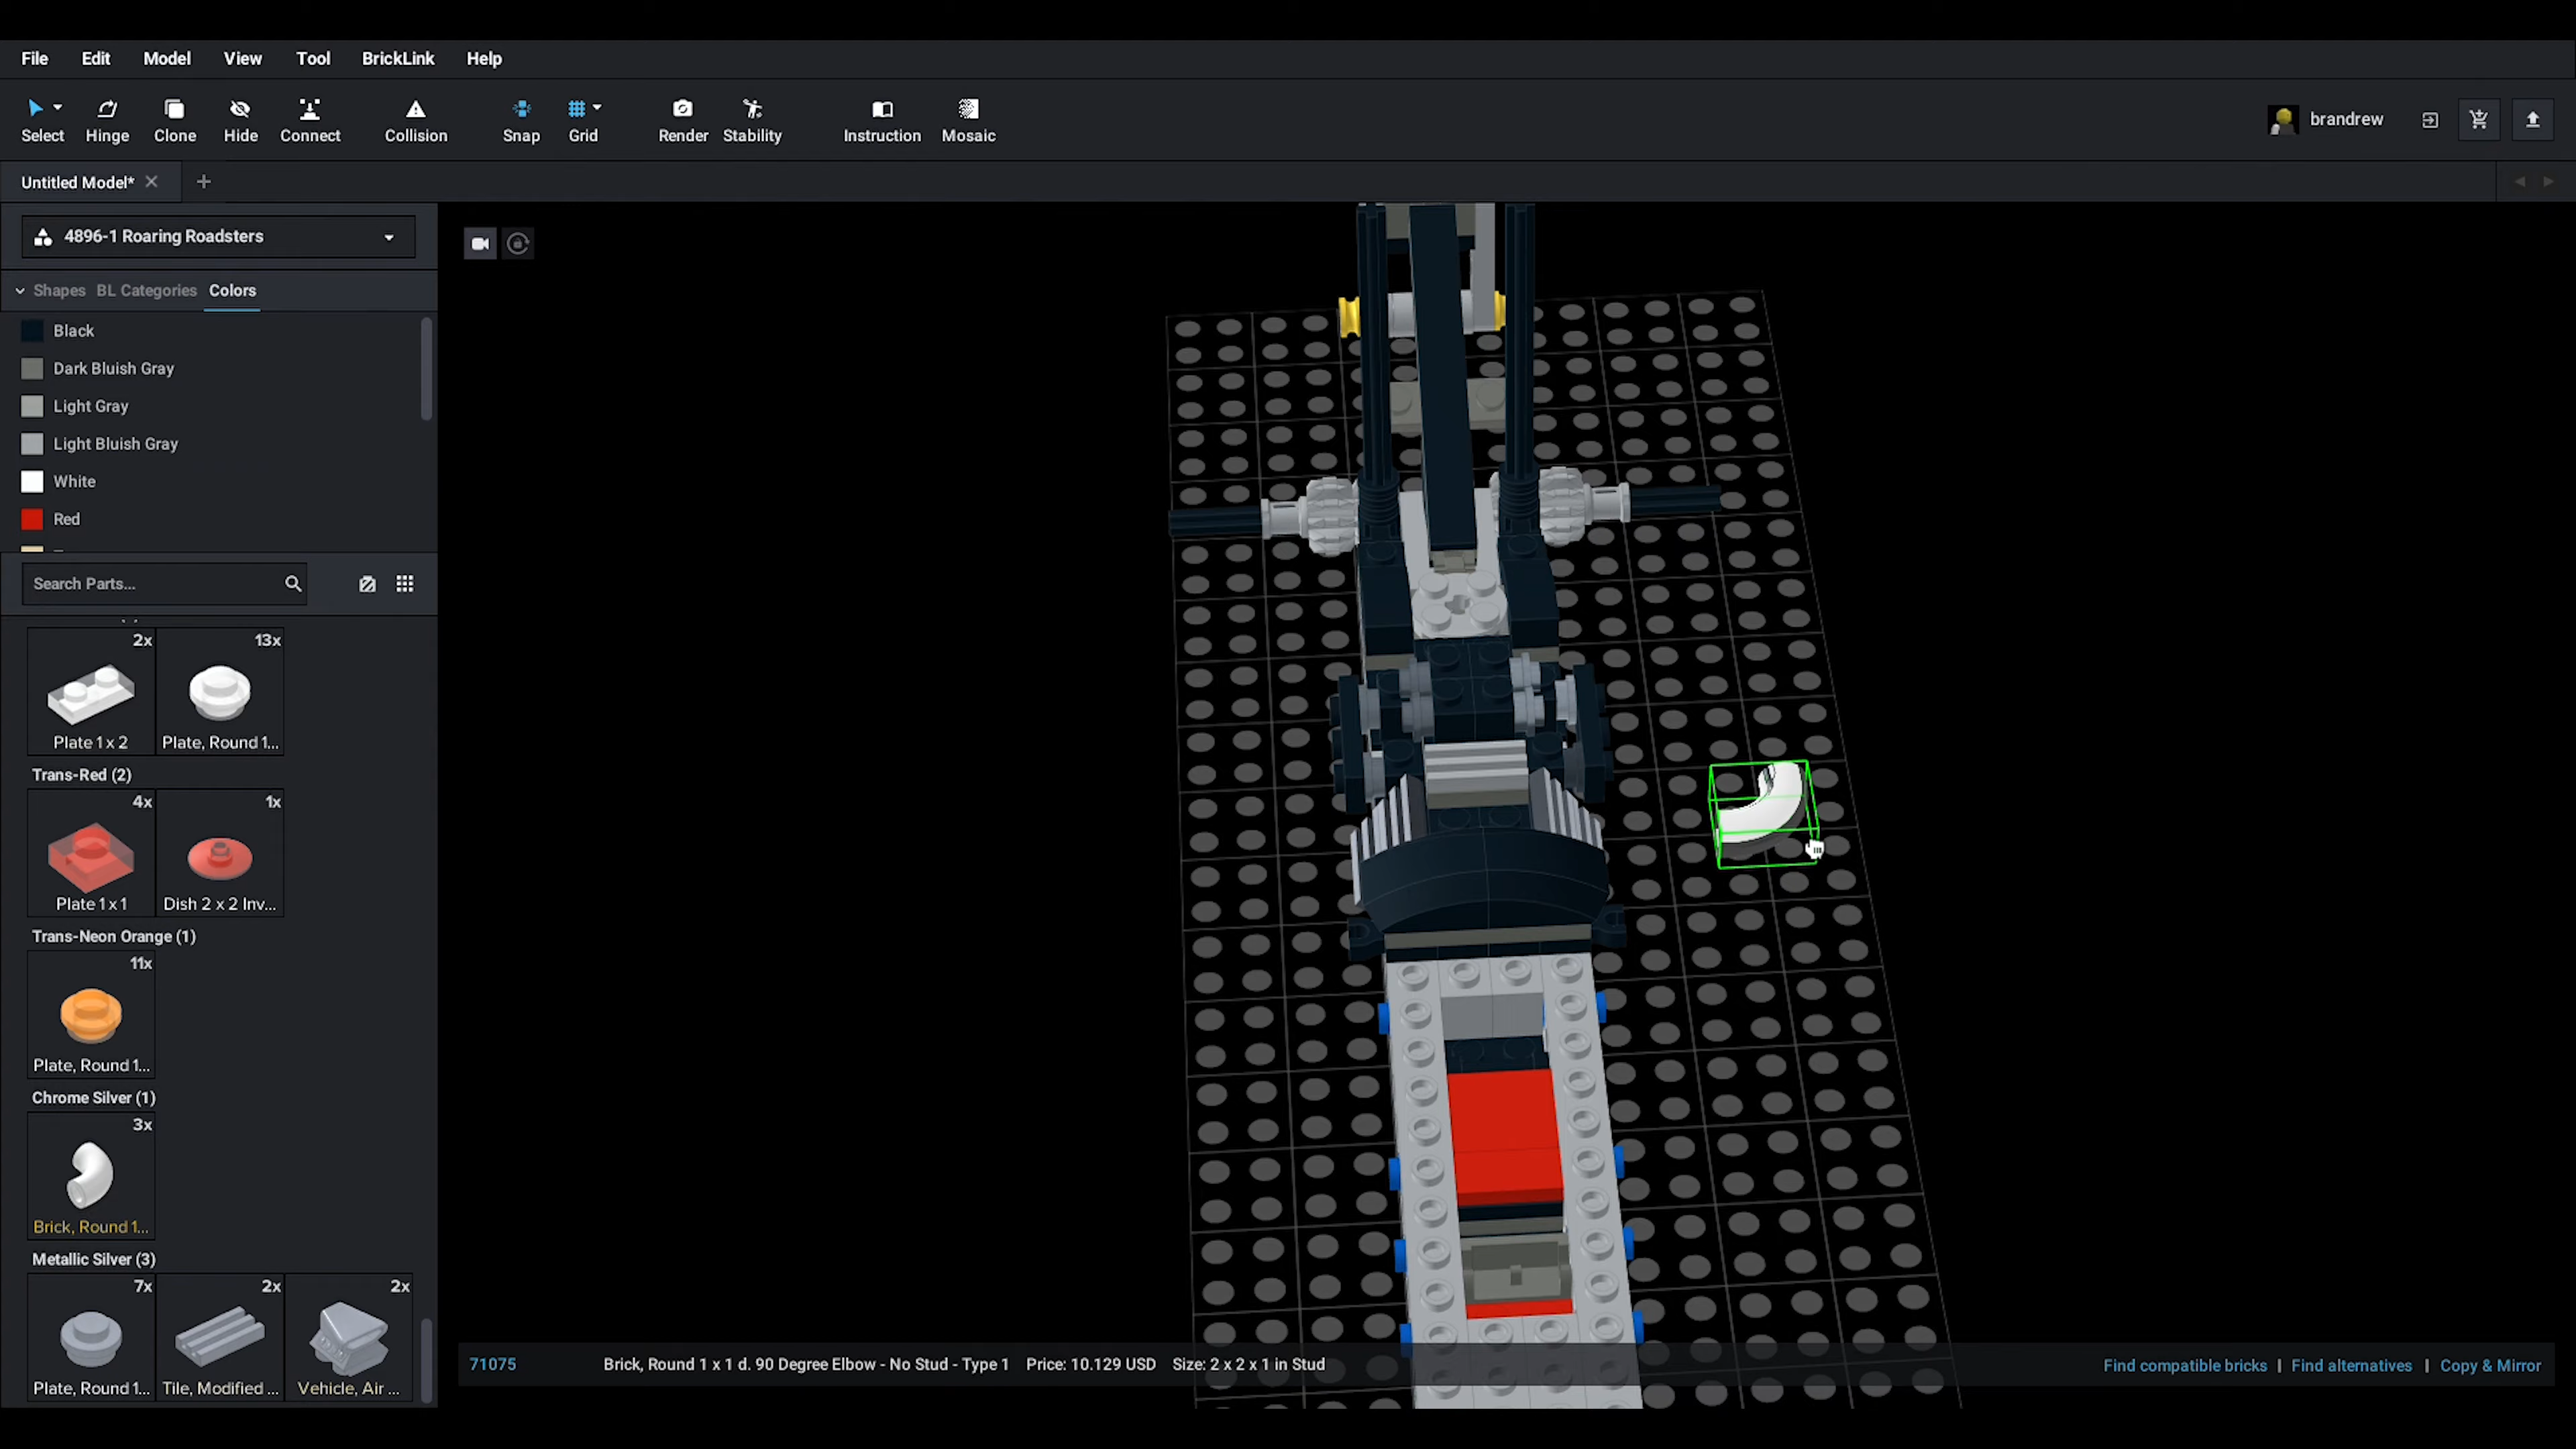 File Edit Model View Tool BrickLink Help
Select Hinge Clone Hide Connect Collision Snap Grid Render Stability Instruction Mosaic brandrew
Untitled Model*
4896-1 Roaring Roadsters
Shapes BL Categories Colors
Black
Dark Bluish Gray
Light Gray
Light Bluish Gray
White
Red
Search Parts...
2x 13x
Plate 1 x 2 Plate, Round 1...
Trans-Red (2)
4x 1x
Plate 1 x 1 Dish 2 x 2 Inv...
Trans-Neon Orange (1)
11x
Plate, Round 1...
Chrome Silver (1)
3x
Brick, Round 1...
Metallic Silver (3)
7x 2x 2x
Plate, Round 1... Tile, Modified ... Vehicle, Air ...
71075 Brick, Round 1 x 1 d. 90 Degree Elbow - No Stud - Type 1 Price: 10.129 USD Size: 2 x 2 x 1 in Stud Find compatible bricks | Find alternatives | Copy & Mirror